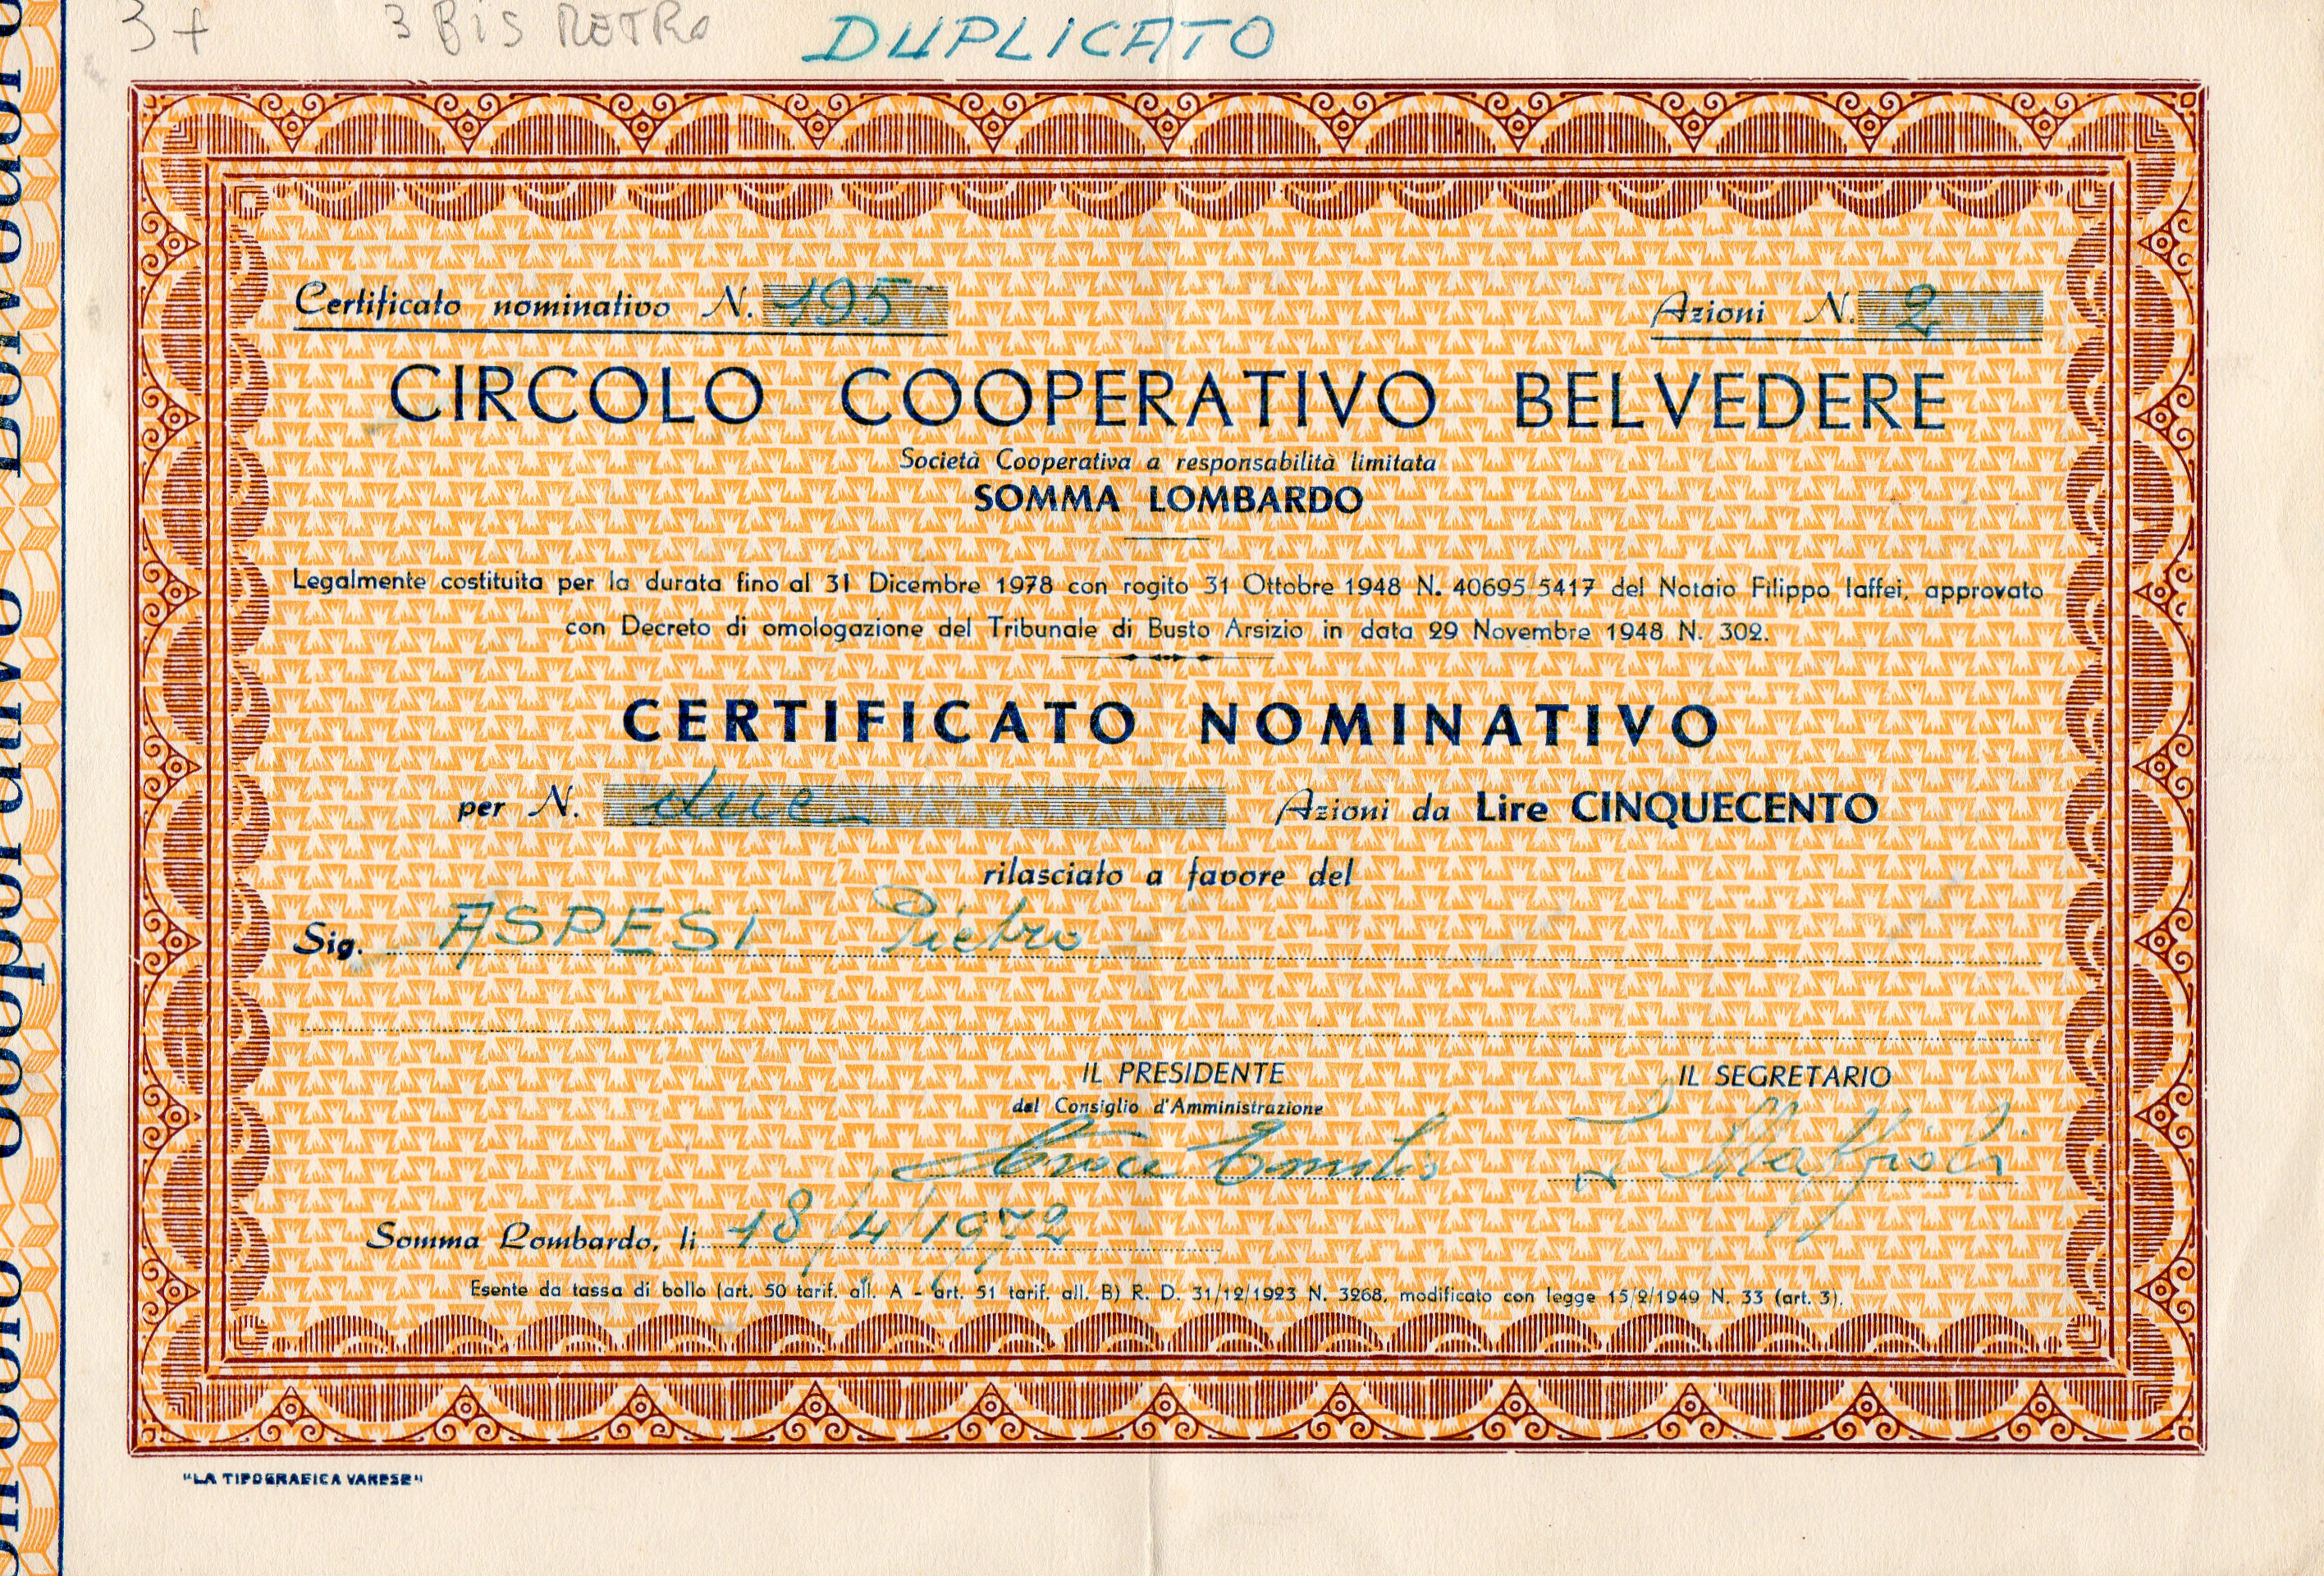 3+ 3 BIS RETRO DUPLICATO
Certificato nominativo N. 195 Azioni N. 2
CIRCOLO COOPERATIVO BELVEDERE
Società Cooperativa a responsabilità limitata
SOMMA LOMBARDO
Legalmente costituita per la durata fino al 31 Dicembre 1978 con rogito 31 Ottobre 1948 N. 40695/5417 del Notaio Filippo Iaffei, approvato
con Decreto di omologazione del Tribunale di Busto Arsizio in data 29 Novembre 1948 N. 302.
CERTIFICATO NOMINATIVO
per N. due Azioni da Lire CINQUECENTO
rilasciato a favore del
Sig. ASPESI Pietro
IL PRESIDENTE IL SEGRETARIO
del Consiglio d'Amministrazione
Croce Emilio Maffioli
Somma Lombardo, li 18/4/1972
Esente da tassa di bollo (art. 50 tarif. all. A - art. 51 tarif. all. B) R. D. 31/12/1923 N. 3268, modificato con legge 15/2/1949 N. 33 (art. 3).
"LA TIPOGRAFICA VARESE"